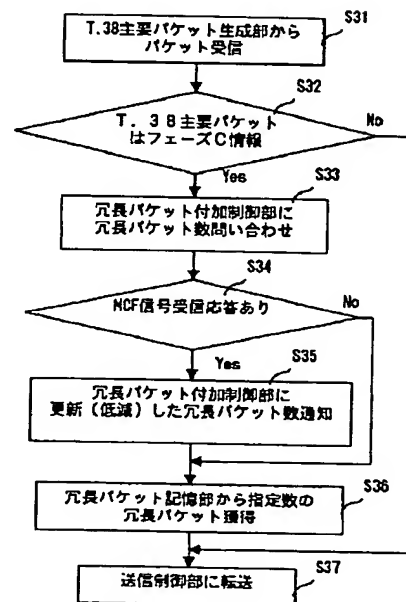 S31
T.38主要パケット生成部から
パケット受信
S32
T．３８主要パケット
はフェーズC情報
No
Yes
S33
冗長パケット付加制御部に
冗長パケット数問い合わせ
S34
MCF信号受信応答あり
No
Yes
S35
冗長パケット付加制御部に
更新（低減）した冗長パケット数通知
冗長パケット記憶部から指定数の
冗長パケット獲得
S36
送信制御部に転送
S37